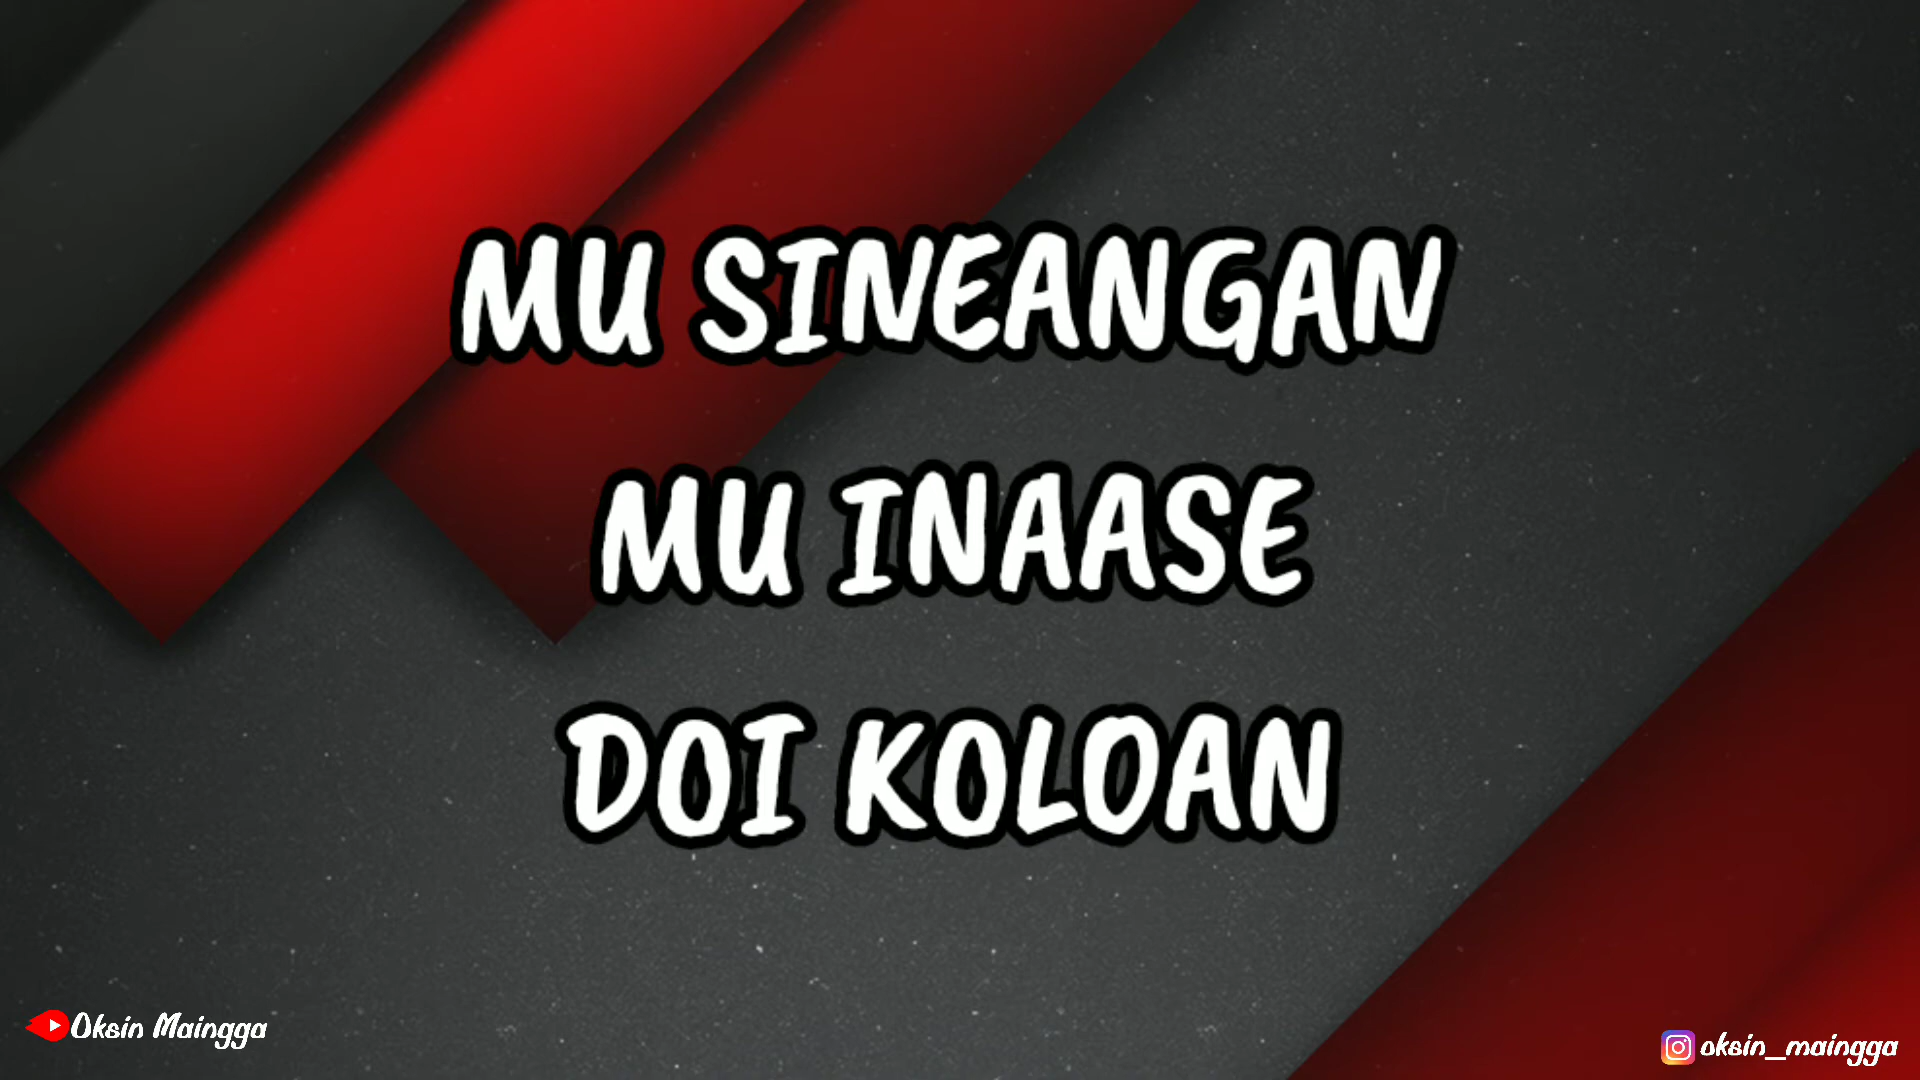 MU SINEANGAN
MU INAASE
DOI KOLOAN
Oksin Maingga
oksin_maingga